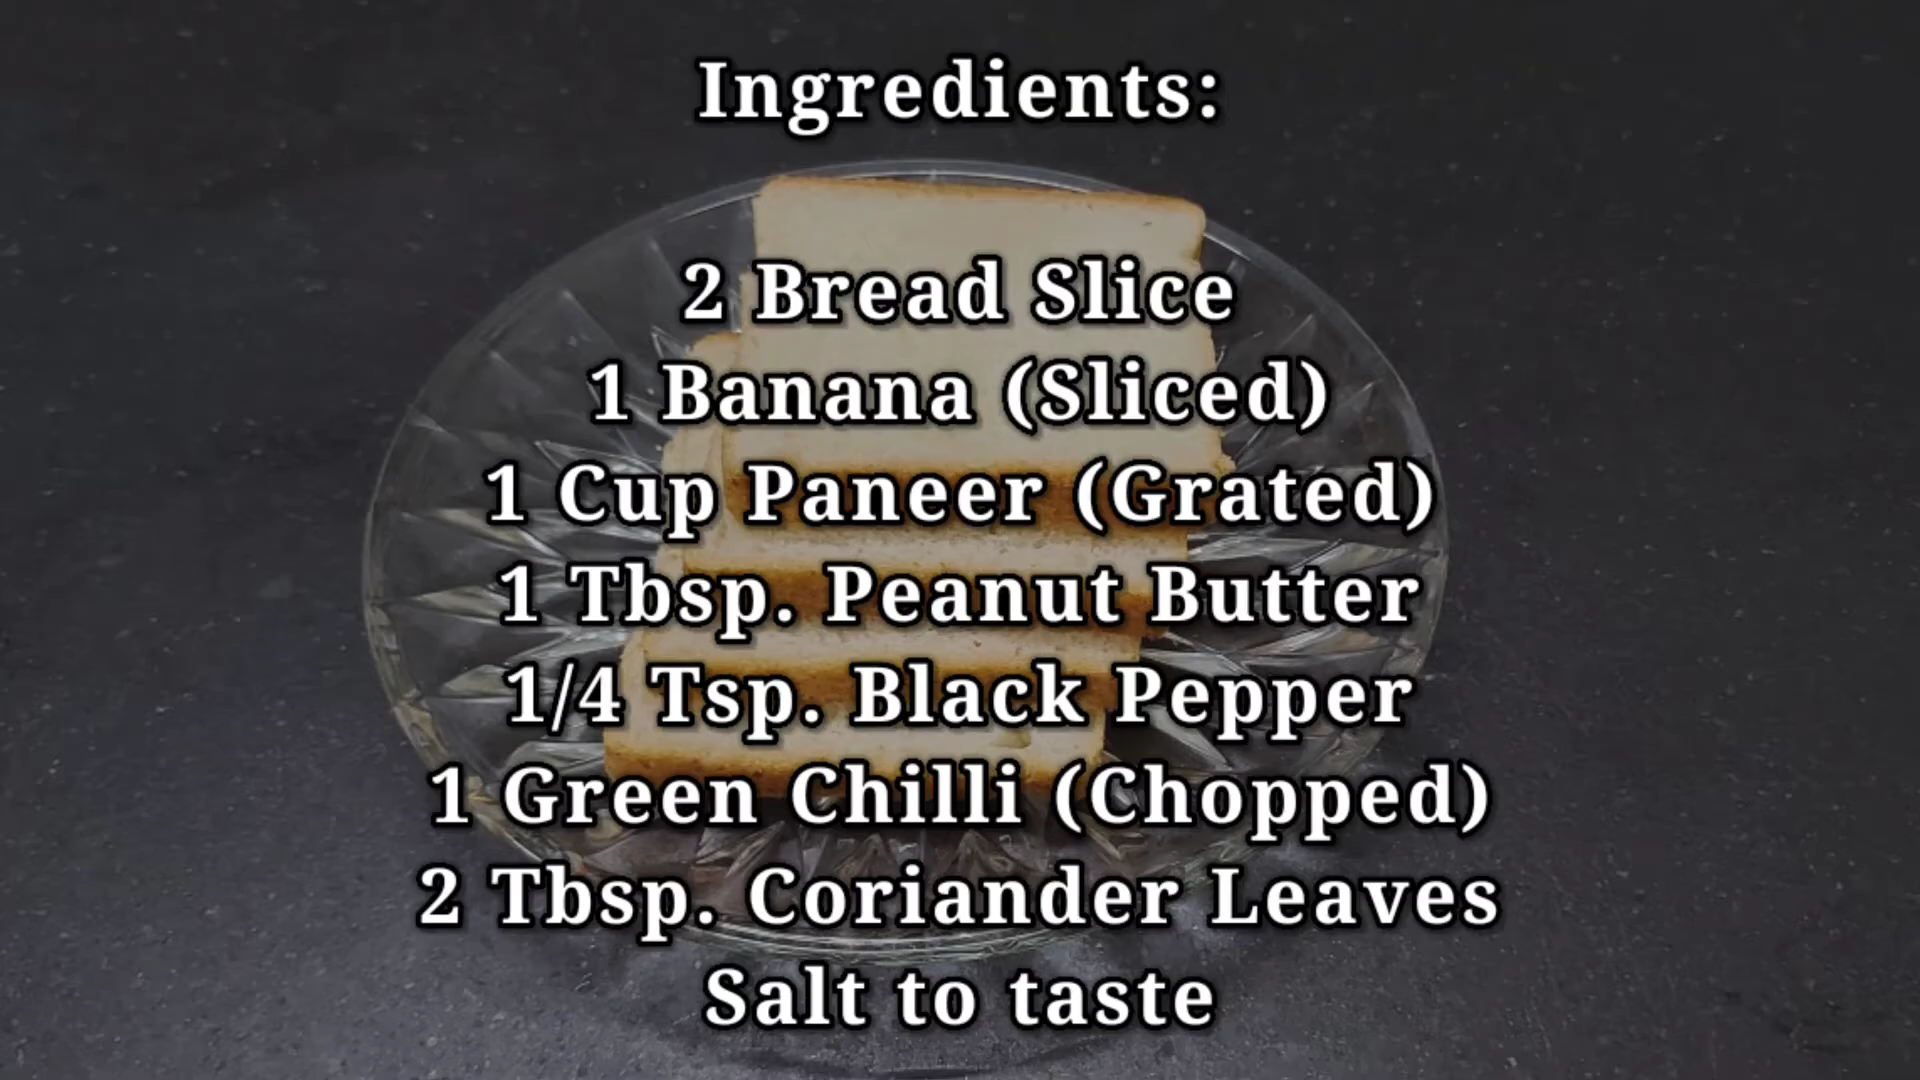 Ingredients:
2 Bread Slice
1 Banana (Sliced)
1 Cup Paneer (Grated)
1 Tbsp. Peanut Butter
1/4 Tsp. Black Pepper
1 Green Chilli (Chopped)
2 Tbsp. Coriander Leaves
Salt to taste